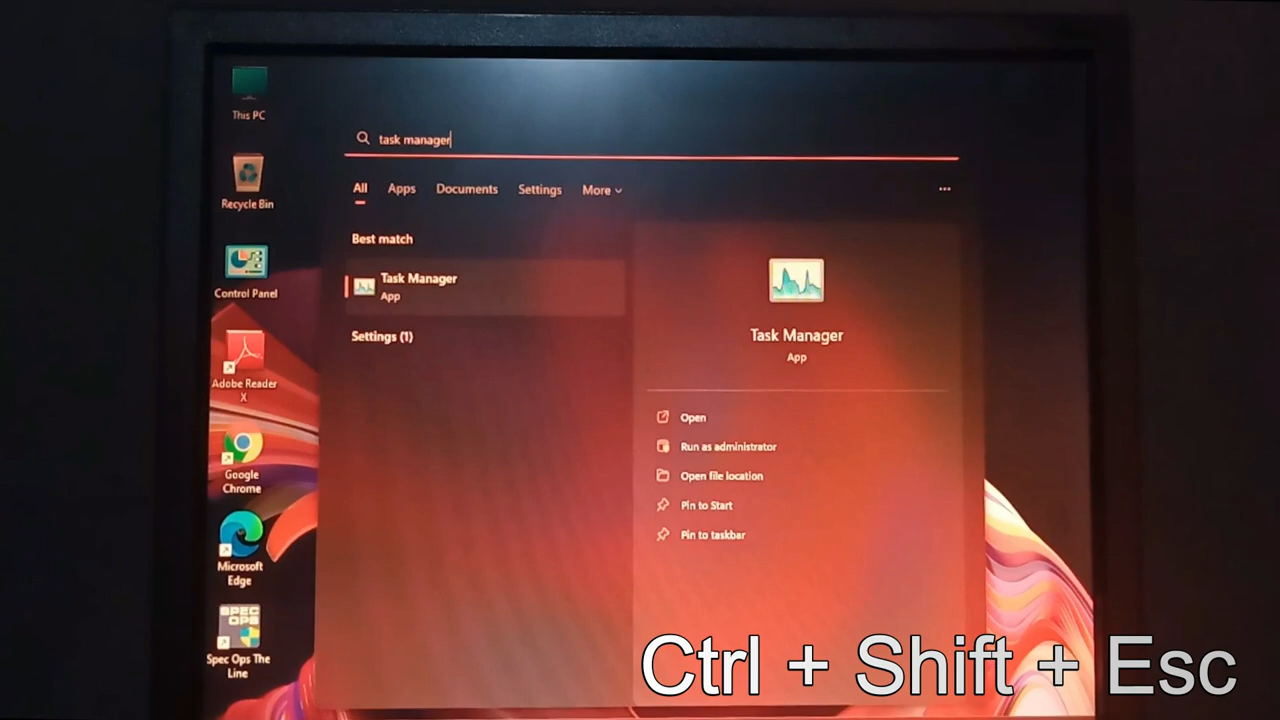 This PC
Recycle Bin
Control Panel
Adobe Reader
X
Google
Chrome
Microsoft
Edge
SPEC
OPS
Spec Ops The
Line
task manager
All Apps Documents Settings More
Best match
Task Manager
App
Settings (1)
Task Manager
App
Open
Run as administrator
Open file location
Pin to Start
Pin to taskbar
Ctrl + Shift + Esc